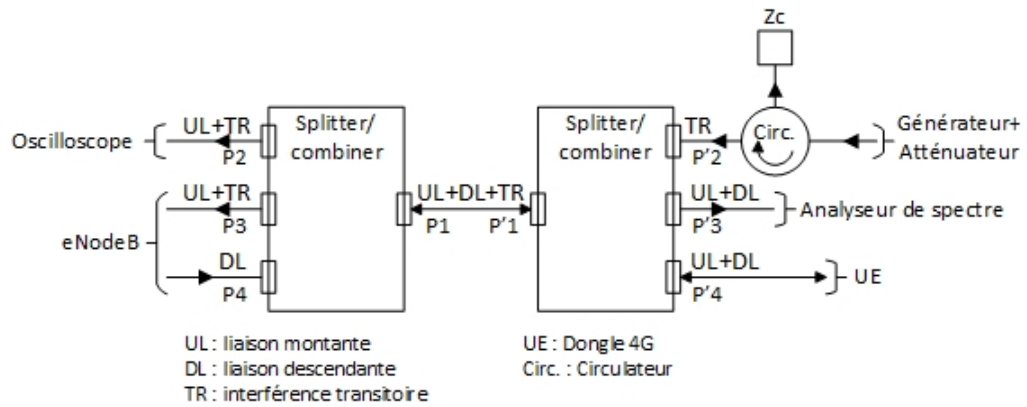 Zc
Oscilloscope
UL+TR
P2
Splitter/
combiner
Splitter/
combiner
TR
P'2
Circ.
Générateur+
Atténuateur
UL+TR
P3
UL+DL+TR
P1
P'1
UL+DL
P'3
Analyseur de spectre
eNodeB
DL
P4
UL+DL
P'4
UE
UL : liaison montante
DL : liaison descendante
TR : interférence transitoire
UE : Dongle 4G
Circ. : Circulateur